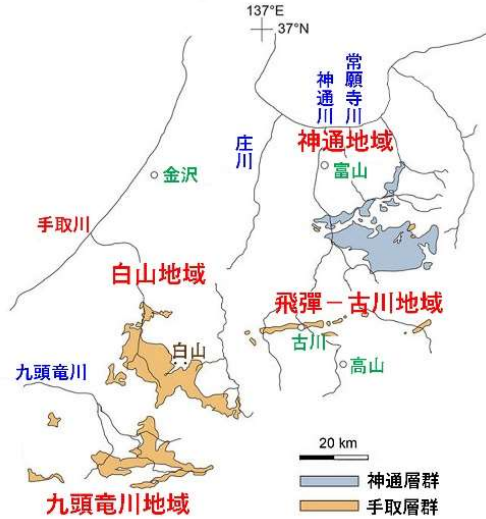 137°E
37°N
常願寺川
神通川
庄川
神通地域
金沢
富山
手取川
白山地域
飛彈－古川地域
白山
古川
九頭竜川
高山
20 km
神通層群
九頭竜川地域
手取層群